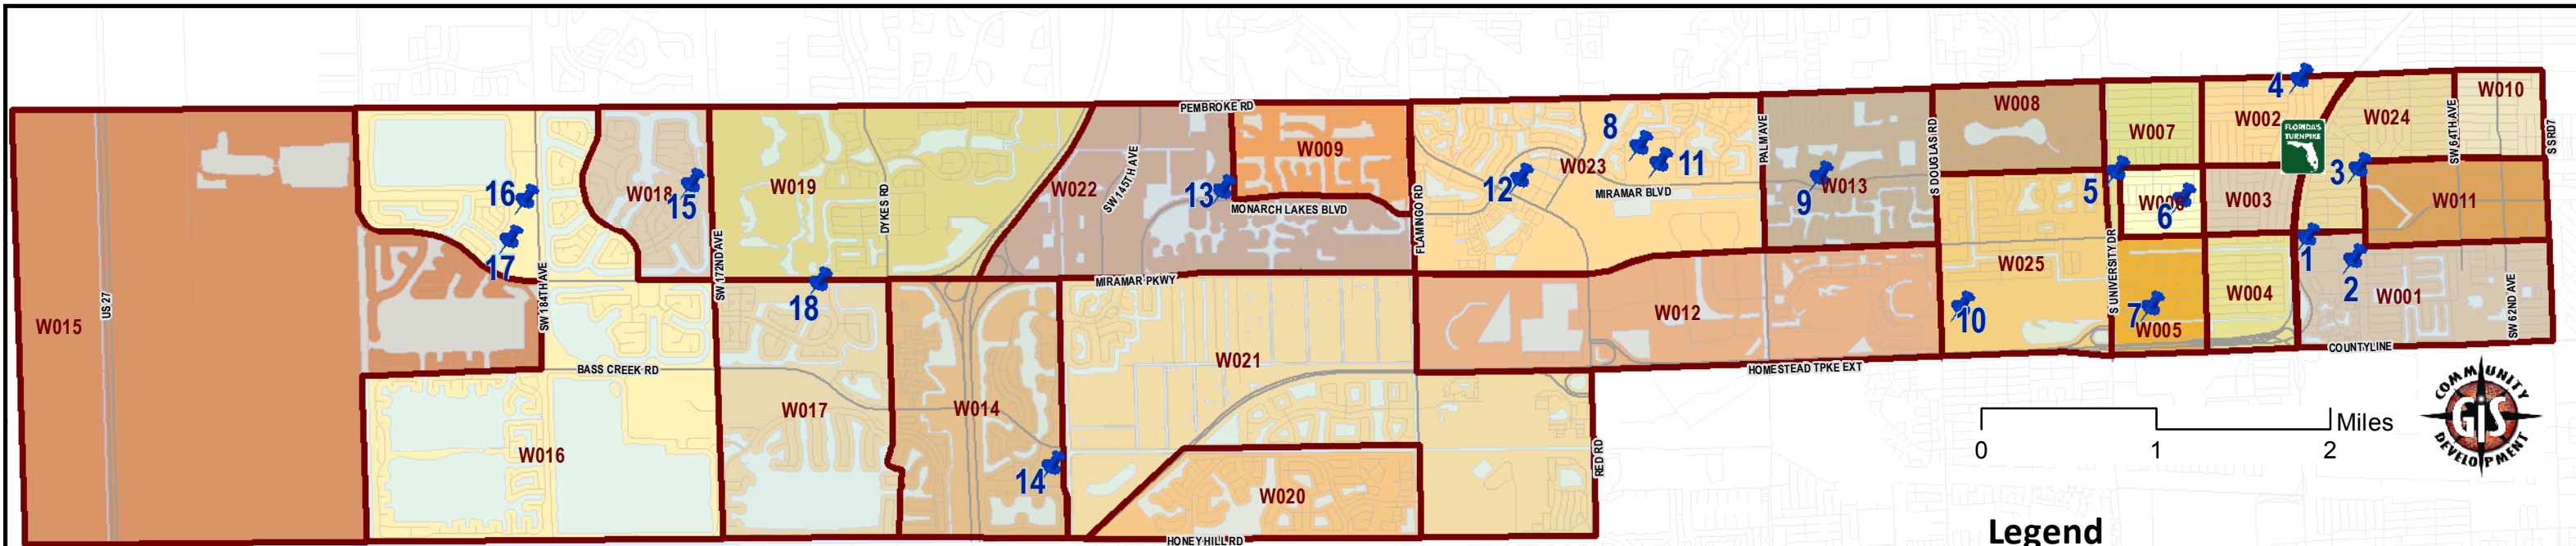 4
PEMBROKE RD
W008
W002
W024
W010
8
W007
FLORIDA'S
TURNPIKE
SW 64TH AVE
S SRD7
W009
W023
11
PALM AVE
S DOUGLAS RD
3
16
W018
15
W019
DYKES RD
W022
SW 145TH AVE
13
12
MIRAMAR BLVD
9
W013
5
W006
6
W003
W011
MONARCH LAKES BLVD
FLAMINGO RD
17
SW 184TH AVE
SW 172ND AVE
18
MIRAMAR PKWY
W025
S UNIVERSITY DR
1
2
W004
W001
SW 62ND AVE
W015
US 27
W012
10
7
W005
COUNTYLINE
BASS CREEK RD
W021
HOMESTEAD TPKE EXT
W017
W014
W016
14
W020
RED RD
HONEY HILL RD
0
1
2
Miles
COMMUNITY
GIS
DEVELOPMENT
Legend